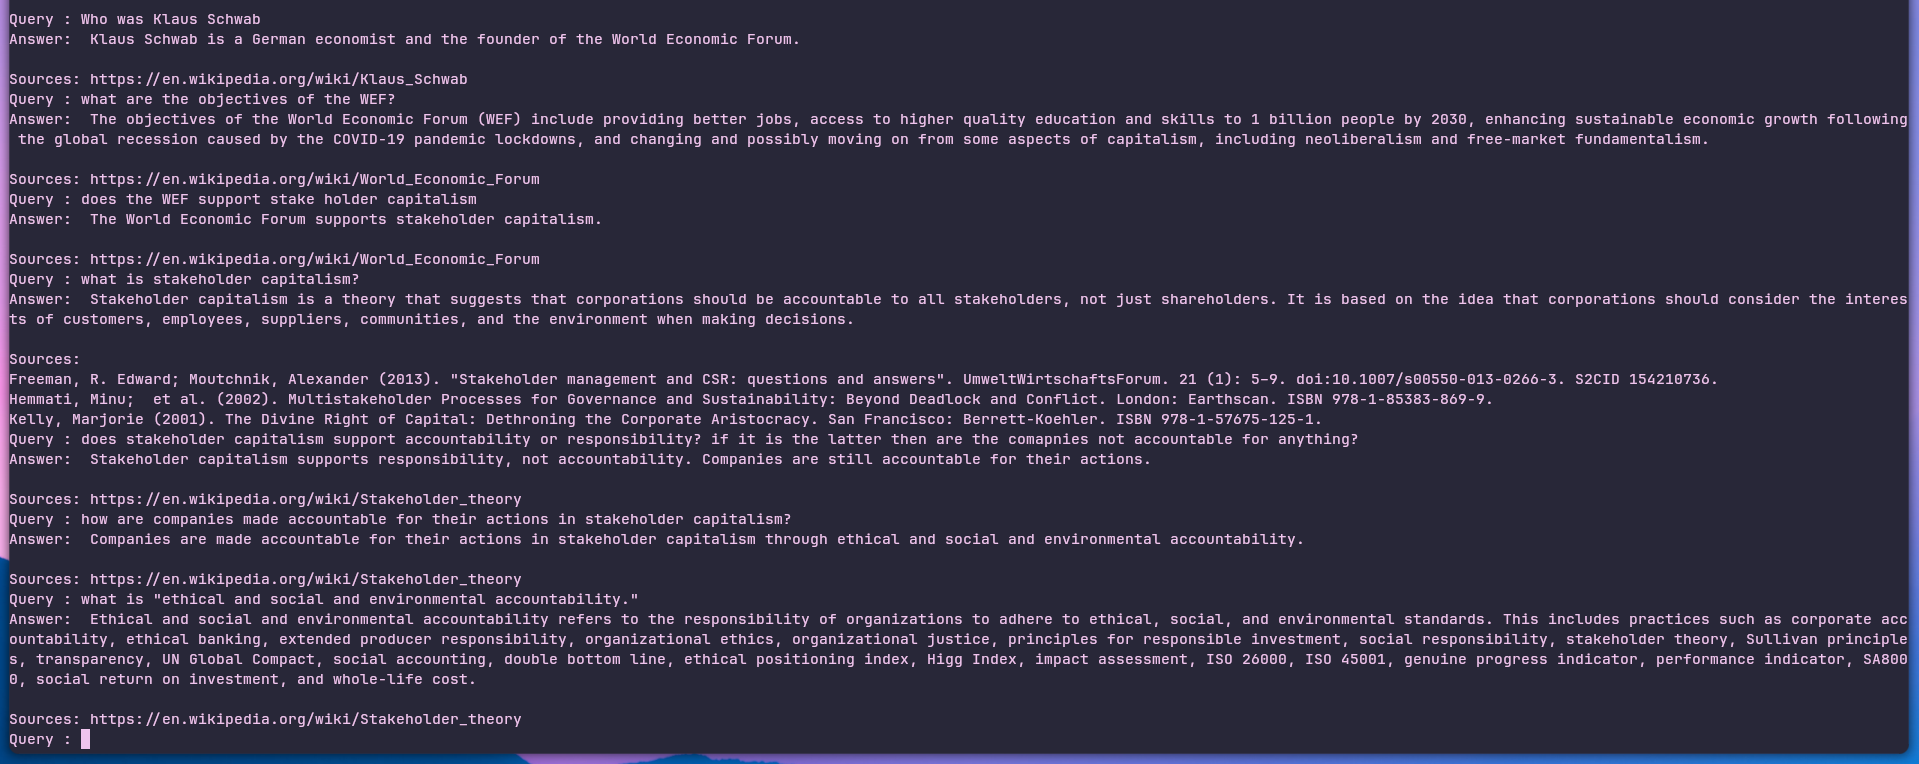 Query : Who was Klaus Schwab
Answer:  Klaus Schwab is a German economist and the founder of the World Economic Forum.
Sources: https://en.wikipedia.org/wiki/Klaus_Schwab
Query : what are the objectives of the WEF?
Answer:  The objectives of the World Economic Forum (WEF) include providing better jobs, access to higher quality education and skills to 1 billion people by 2030, enhancing sustainable economic growth following
 the global recession caused by the COVID-19 pandemic lockdowns, and changing and possibly moving on from some aspects of capitalism, including neoliberalism and free-market fundamentalism.
Sources: https://en.wikipedia.org/wiki/World_Economic_Forum
Query : does the WEF support stake holder capitalism
Answer:  The World Economic Forum supports stakeholder capitalism.
Sources: https://en.wikipedia.org/wiki/World_Economic_Forum
Query : what is stakeholder capitalism?
Answer:  Stakeholder capitalism is a theory that suggests that corporations should be accountable to all stakeholders, not just shareholders. It is based on the idea that corporations should consider the interes
ts of customers, employees, suppliers, communities, and the environment when making decisions.
Sources:
Freeman, R. Edward; Moutchnik, Alexander (2013). "Stakeholder management and CSR: questions and answers". UmweltWirtschaftsForum. 21 (1): 5–9. doi:10.1007/s00550-013-0266-3. S2CID 154210736.
Hemmati, Minu;  et al. (2002). Multistakeholder Processes for Governance and Sustainability: Beyond Deadlock and Conflict. London: Earthscan. ISBN 978-1-85383-869-9.
Kelly, Marjorie (2001). The Divine Right of Capital: Dethroning the Corporate Aristocracy. San Francisco: Berrett-Koehler. ISBN 978-1-57675-125-1.
Query : does stakeholder capitalism support accountability or responsibility? if it is the latter then are the comapnies not accountable for anything?
Answer:  Stakeholder capitalism supports responsibility, not accountability. Companies are still accountable for their actions.
Sources: https://en.wikipedia.org/wiki/Stakeholder_theory
Query : how are companies made accountable for their actions in stakeholder capitalism?
Answer:  Companies are made accountable for their actions in stakeholder capitalism through ethical and social and environmental accountability.
Sources: https://en.wikipedia.org/wiki/Stakeholder_theory
Query : what is "ethical and social and environmental accountability."
Answer:  Ethical and social and environmental accountability refers to the responsibility of organizations to adhere to ethical, social, and environmental standards. This includes practices such as corporate acc
ountability, ethical banking, extended producer responsibility, organizational ethics, organizational justice, principles for responsible investment, social responsibility, stakeholder theory, Sullivan principle
s, transparency, UN Global Compact, social accounting, double bottom line, ethical positioning index, Higg Index, impact assessment, ISO 26000, ISO 45001, genuine progress indicator, performance indicator, SA800
0, social return on investment, and whole-life cost.
Sources: https://en.wikipedia.org/wiki/Stakeholder_theory
Query :